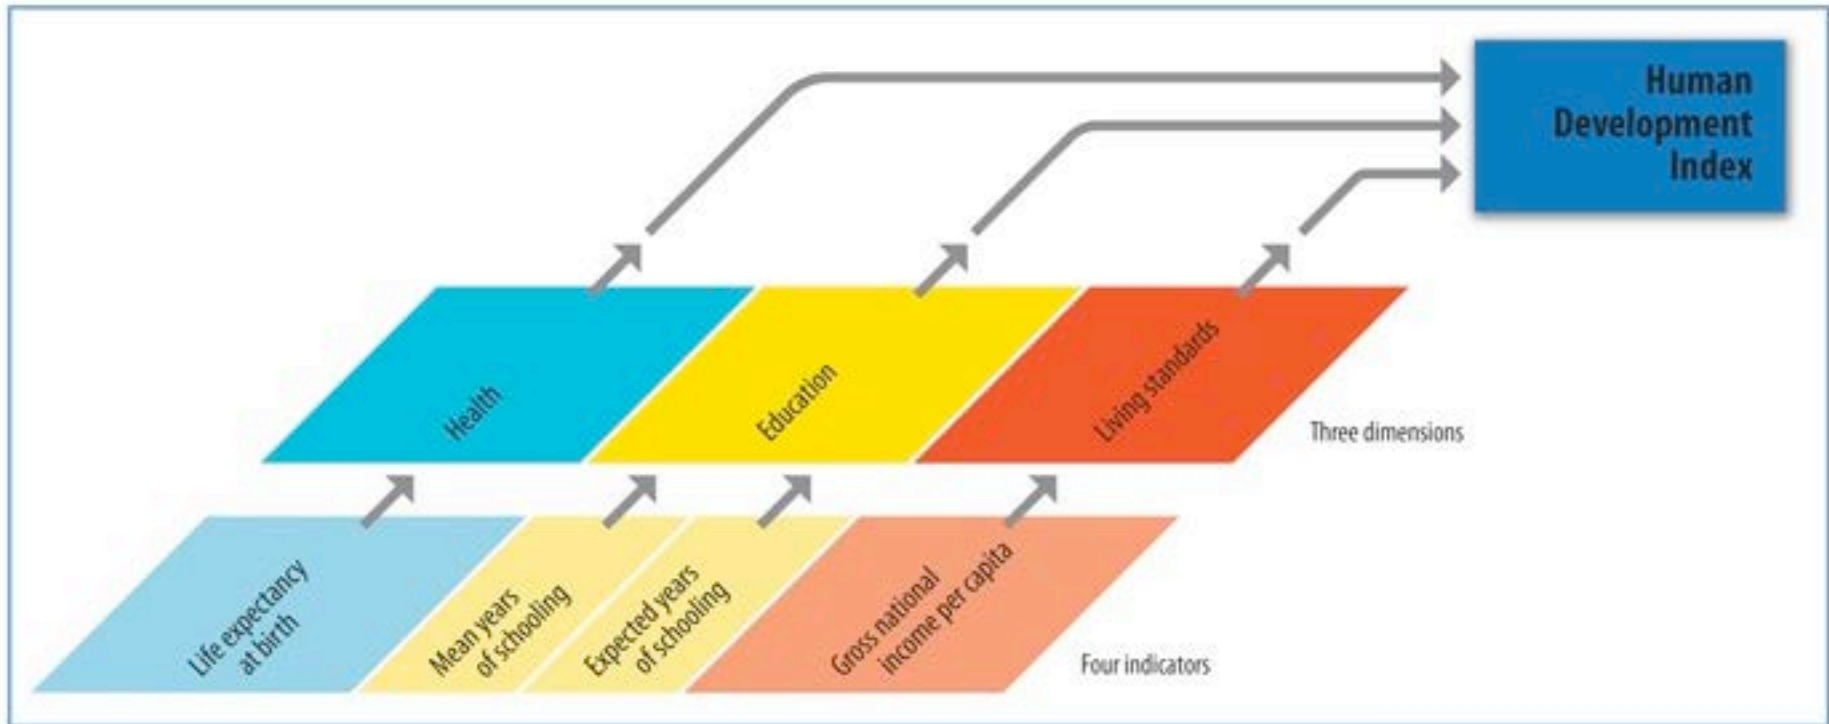 Human
Development
Index
Health
Education
Living standards
Three dimensions
Life expectancy
at birth
Mean years
of schooling
Expected years
of schooling
Gross national
income per capita
Four indicators